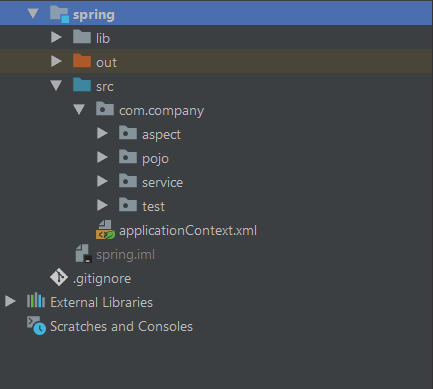 spring
lib
out
src
com.company
aspect
pojo
service
test
applicationContext.xml
spring.iml
.gitignore
External Libraries
Scratches and Consoles